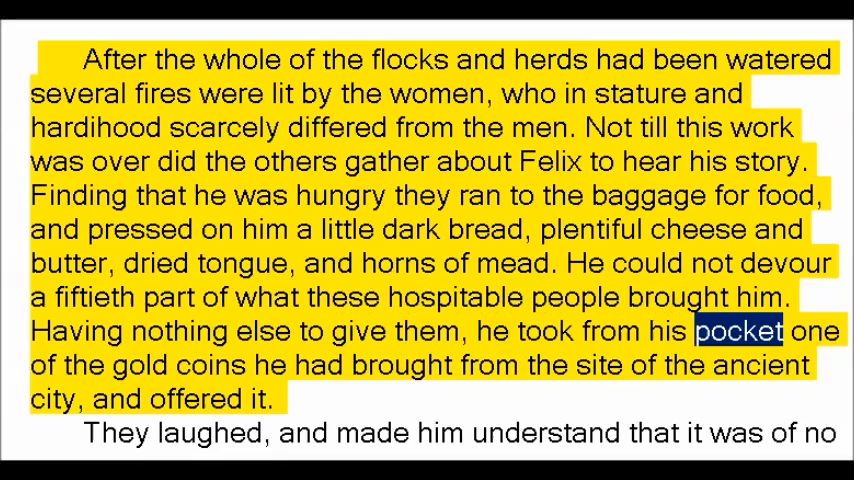 After the whole of the flocks and herds had been watered
several fires were lit by the women, who in stature and
hardihood scarcely differed from the men. Not till this work
was over did the others gather about Felix to hear his story.
Finding that he was hungry they ran to the baggage for food,
and pressed on him a little dark bread, plentiful cheese and
butter, dried tongue, and horns of mead. He could not devour
a fiftieth part of what these hospitable people brought him.
Having nothing else to give them, he took from his pocket one
of the gold coins he had brought from the site of the ancient
city, and offered it.
They laughed, and made him understand that it was of no